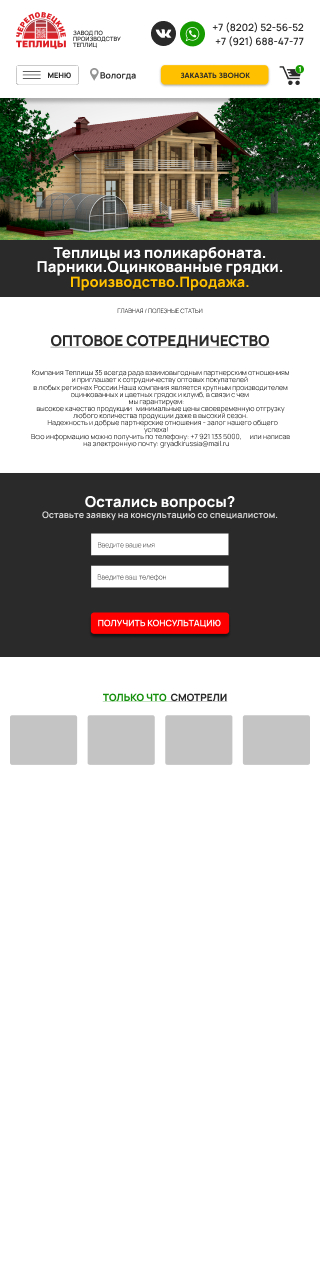 ЧЕРЕПОВЕЦКИЕ
ТЕПЛИЦЫ
ЗАВОД ПО
ПРОИЗВОДСТВУ
ТЕПЛИЦ
+7 (8202) 52-56-52
+7 (921) 688-47-77
МЕНЮ
Вологда
ЗАКАЗАТЬ ЗВОНОК
1
Теплицы из поликарбоната.
Парники.Оцинкованные грядки.
Производство.Продажа.
ГЛАВНАЯ / ПОЛЕЗНЫЕ СТАТЬИ
ОПТОВОЕ СОТРЕДНИЧЕСТВО
Компания Теплицы 35 всегда рада взаимовыгодным партнерским отношениям
и приглашает к сотрудничеству оптовых покупателей
в любых регионах России.Наша компания является крупным производителем
оцинкованных и цветных грядок и клумб, в связи с чем
мы гарантируем:
высокое качество продукции минимальные цены своевременную отгрузку
любого количества продукции даже в высокий сезон.
Надежность и добрые партнерские отношения - залог нашего общего
успеха!
Всю информацию можно получить по телефону: +7 921 133 5000, или написав
на электронную почту: gryadkirussia@mail.ru
Остались вопросы?
Оставьте заявку на консультацию со специалистом.
Введите ваше имя
Введите ваш телефон
ПОЛУЧИТЬ КОНСУЛЬТАЦИЮ
ТОЛЬКО ЧТО СМОТРЕЛИ